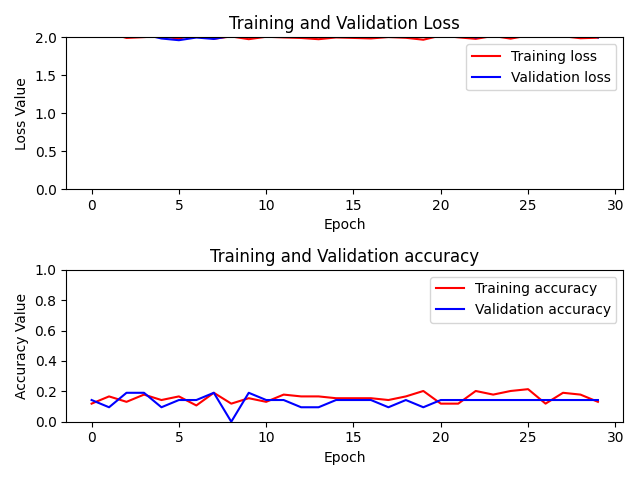 Training and Validation Loss
2.0
1.5
1.0
0.5
0.0
Loss Value
Training loss
Validation loss
0 5 10 15 20 25 30
Epoch
Training and Validation accuracy
1.0
0.8
0.6
0.4
0.2
0.0
Accuracy Value
Training accuracy
Validation accuracy
0 5 10 15 20 25 30
Epoch